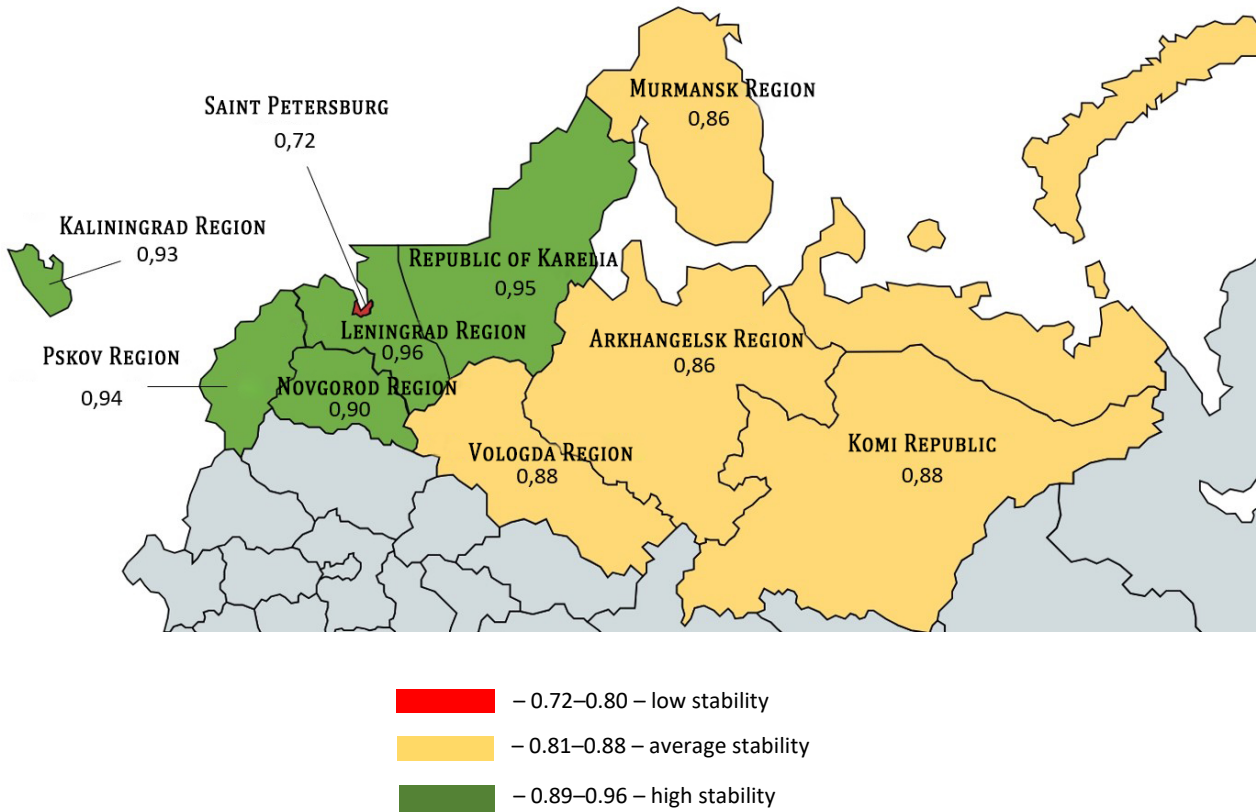 Murmansk Region
0,86
Saint Petersburg
0,72
Kaliningrad Region
0,93
Republic of Karelia
0,95
Leningrad Region
0,96
Arkhangelsk Region
0,86
Pskov Region
0,94
Novgorod Region
0,90
Vologda Region
0,88
Komi Republic
0,88
– 0.72–0.80 – low stability
– 0.81–0.88 – average stability
– 0.89–0.96 – high stability